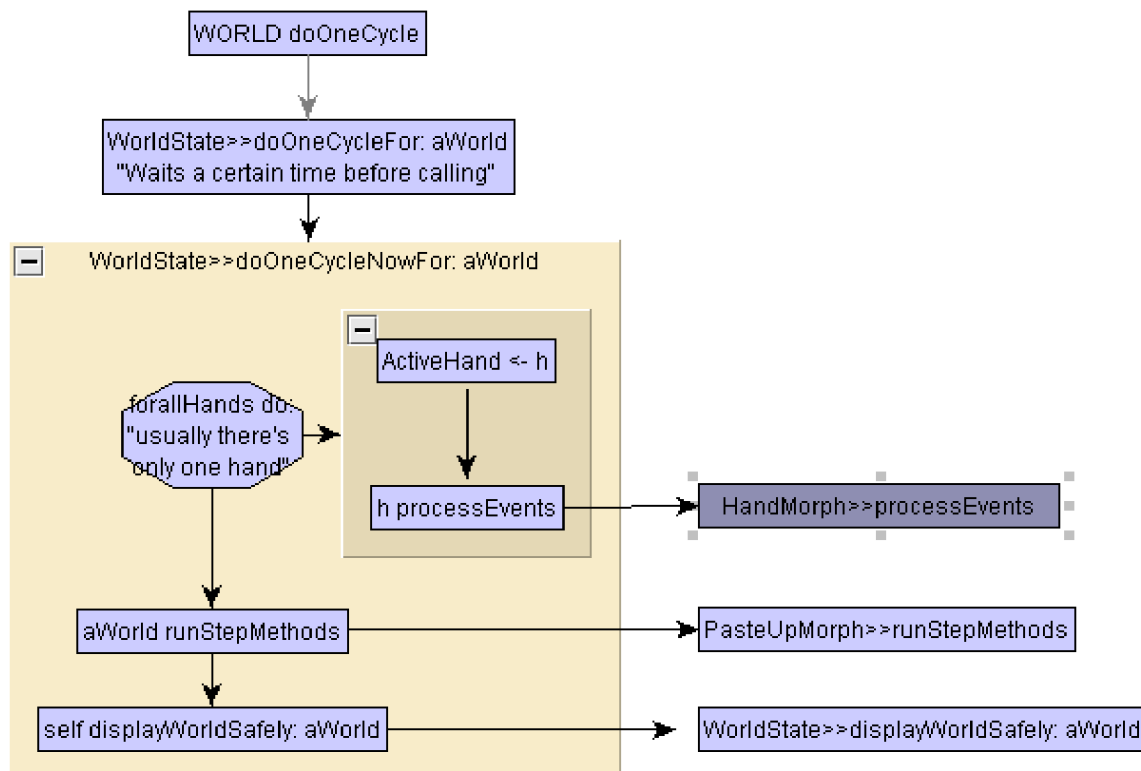 WORLD doOneCycle
WorldState>>doOneCycleFor: aWorld
"Waits a certain time before calling"
WorldState>>doOneCycleNowFor: aWorld
ActiveHand <- h
forallHands do:
"usually there's
only one hand"
h processEvents
HandMorph>>processEvents
aWorld runStepMethods
PasteUpMorph>>runStepMethods
self displayWorldSafely: aWorld
WorldState>>displayWorldSafely: aWorld